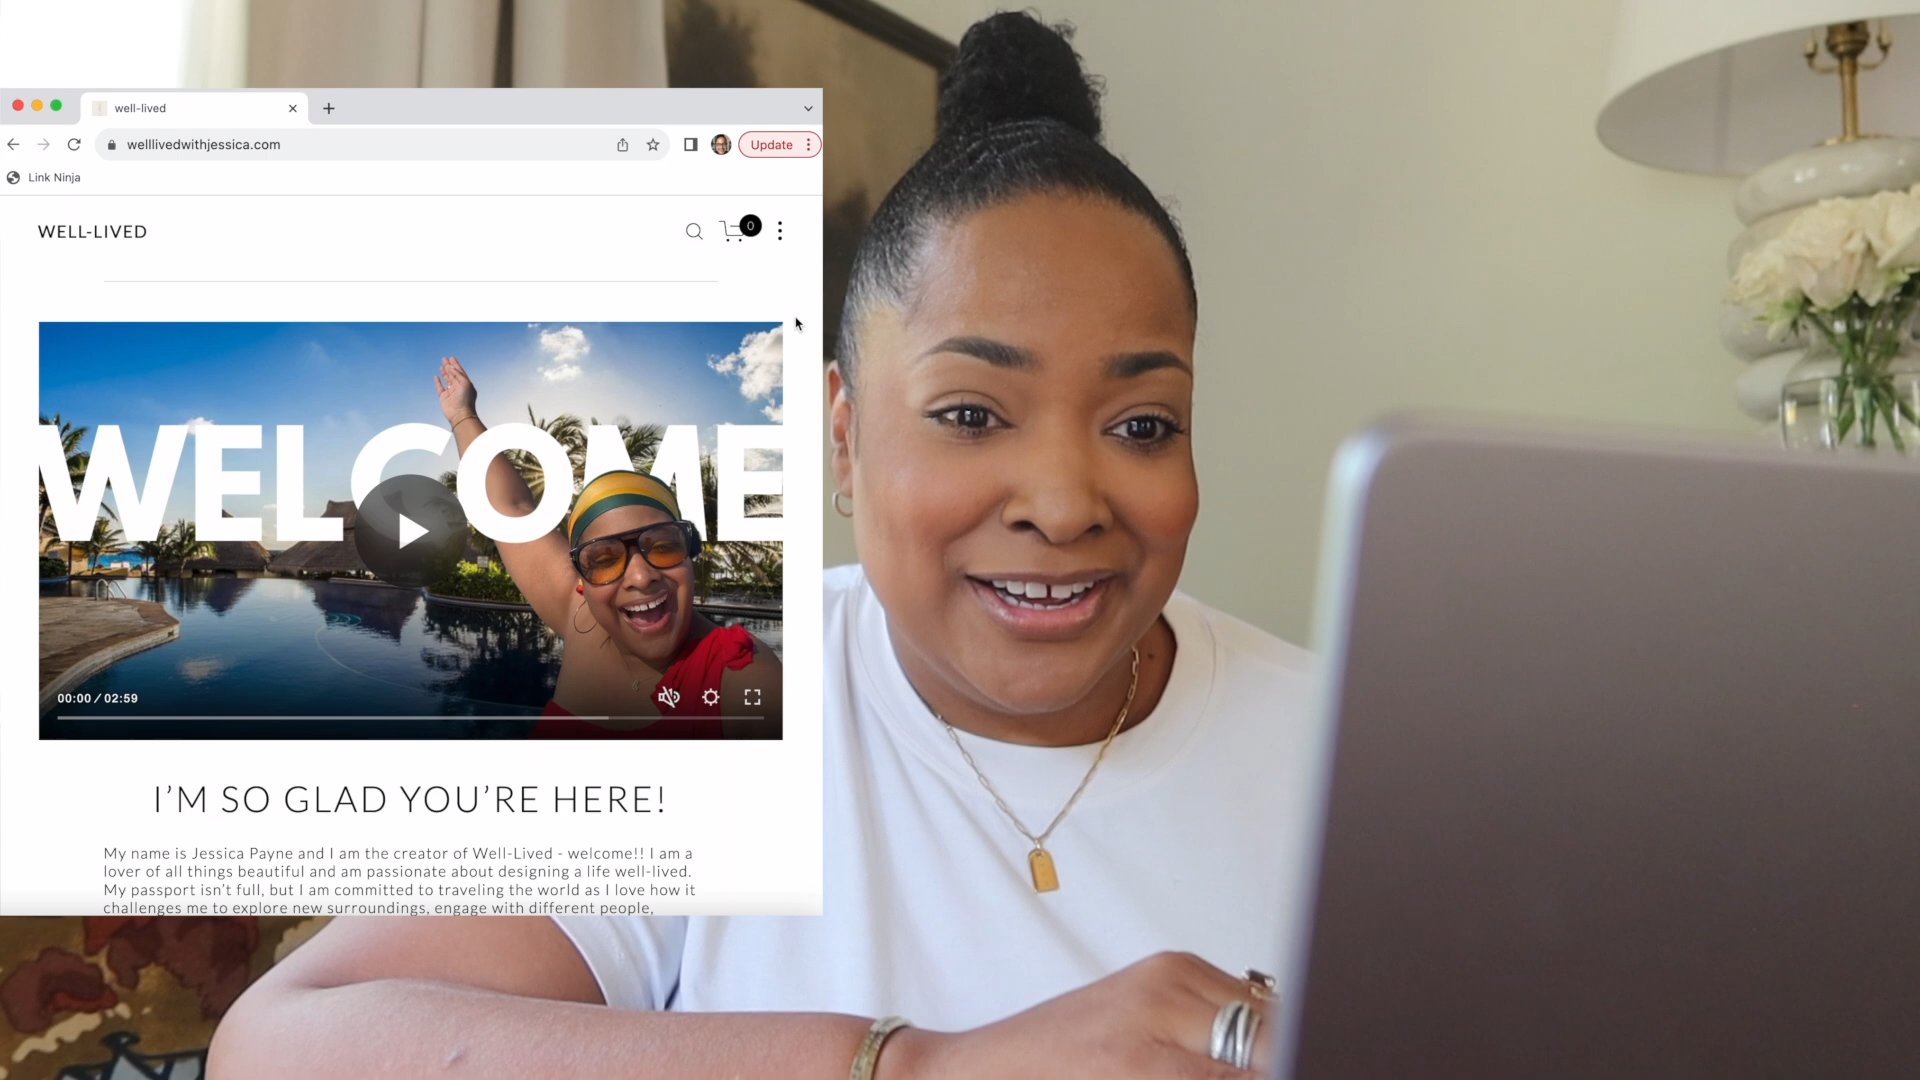 well-lived
welllivedwithjessica.com
Update
Link Ninja
WELL-LIVED
0
WELCOME
00:00 / 02:59
I'M SO GLAD YOU'RE HERE!
My name is Jessica Payne and I am the creator of Well-Lived - welcome!! I am a
lover of all things beautiful and am passionate about designing a life well-lived.
My passport isn't full, but I am committed to traveling the world as I love how it
challenges me to explore new surroundings, engage with different people,